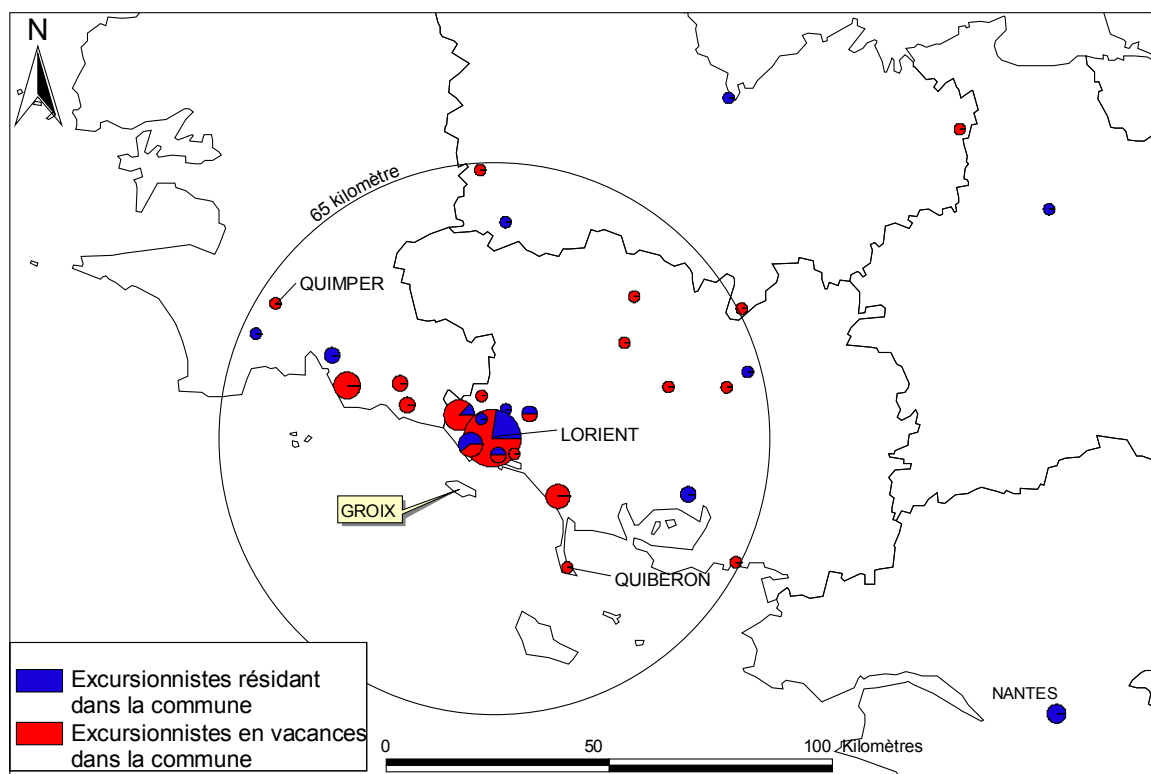 N
65 kilomètre
QUIMPER
LORIENT
GROIX
QUIBERON
NANTES
Excursionnistes résidant
dans la commune
Excursionnistes en vacances
dans la commune
0 50 100 Kilomètres